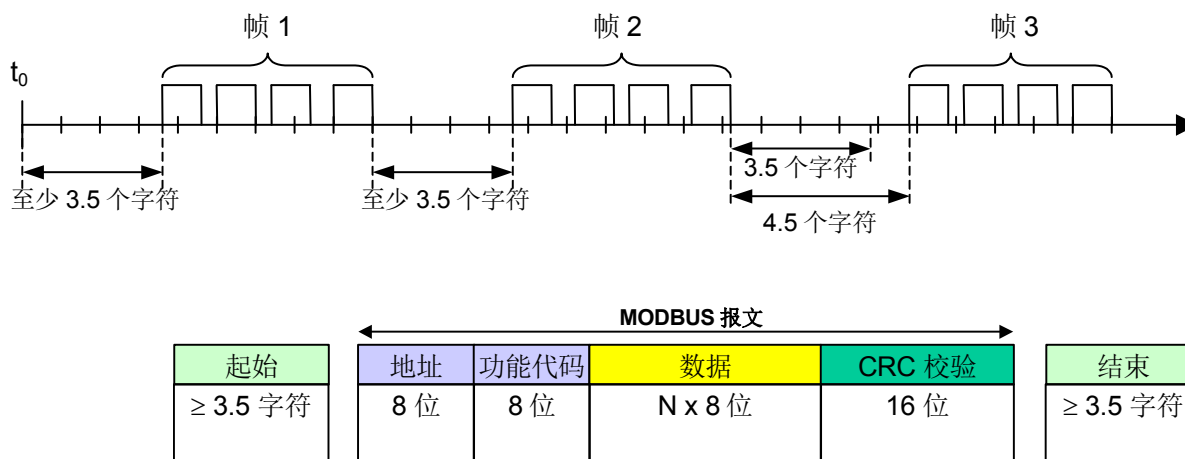 帧 1 帧 2 帧 3
t0
3.5 个字符
至少 3.5 个字符 至少 3.5 个字符
4.5 个字符
MODBUS 报文
起始 地址 功能代码 数据 CRC 校验 结束
≥ 3.5 字符 8 位 8 位 N x 8 位 16 位 ≥ 3.5 字符